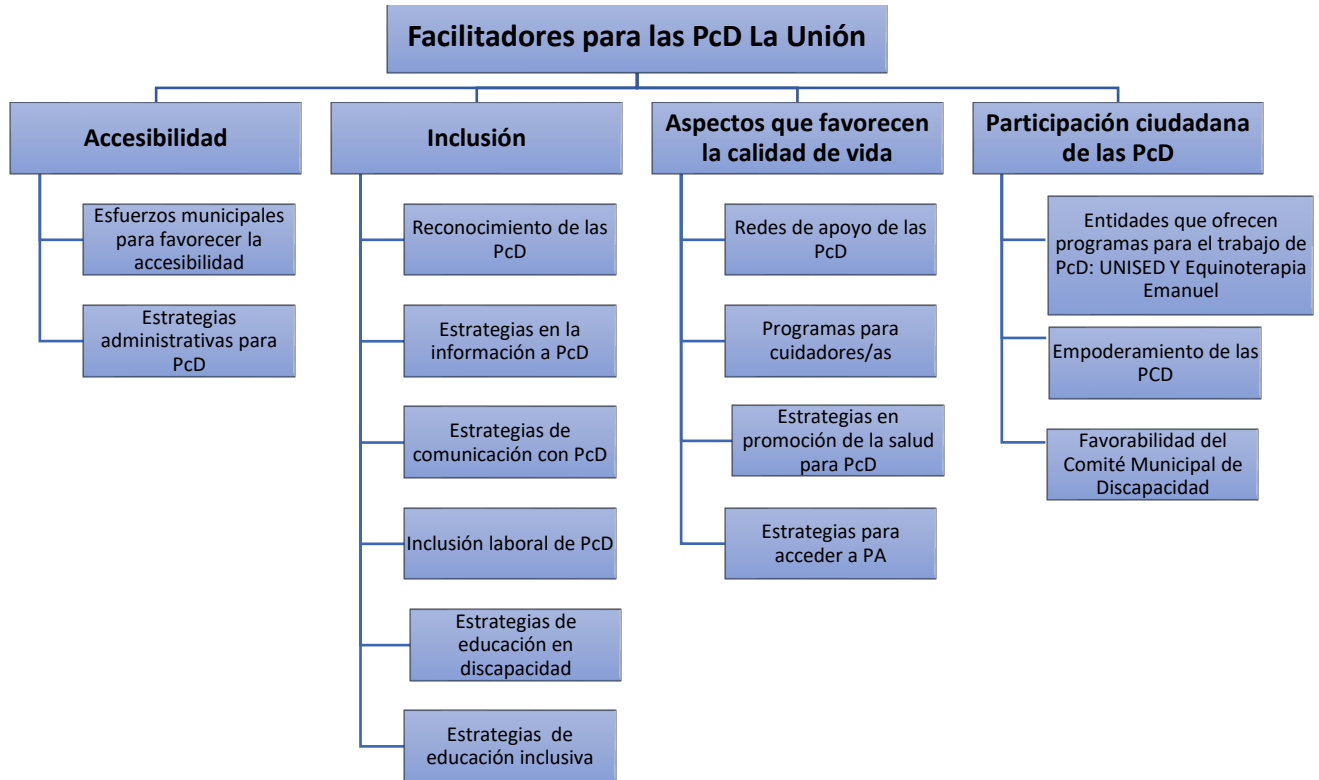 Facilitadores para las PcD La Unión
Accesibilidad
Esfuerzos municipales
para favorecer la
accesibilidad
Estrategias
administrativas para
PcD
Inclusión
Reconocimiento de las
PcD
Estrategias en la
información a PcD
Estrategias de
comunicación con PcD
Inclusión laboral de PcD
Estrategias de
educación en
discapacidad
Estrategias de
educación inclusiva
Aspectos que favorecen
la calidad de vida
Redes de apoyo de las
PcD
Programas para
cuidadores/as
Estrategias en
promoción de la salud
para PcD
Estrategias para
acceder a PA
Participación ciudadana
de las PcD
Entidades que ofrecen
programas para el trabajo de
PcD: UNISED Y Equinoterapia
Emanuel
Empoderamiento de las
PCD
Favorabilidad del
Comité Municipal de
Discapacidad